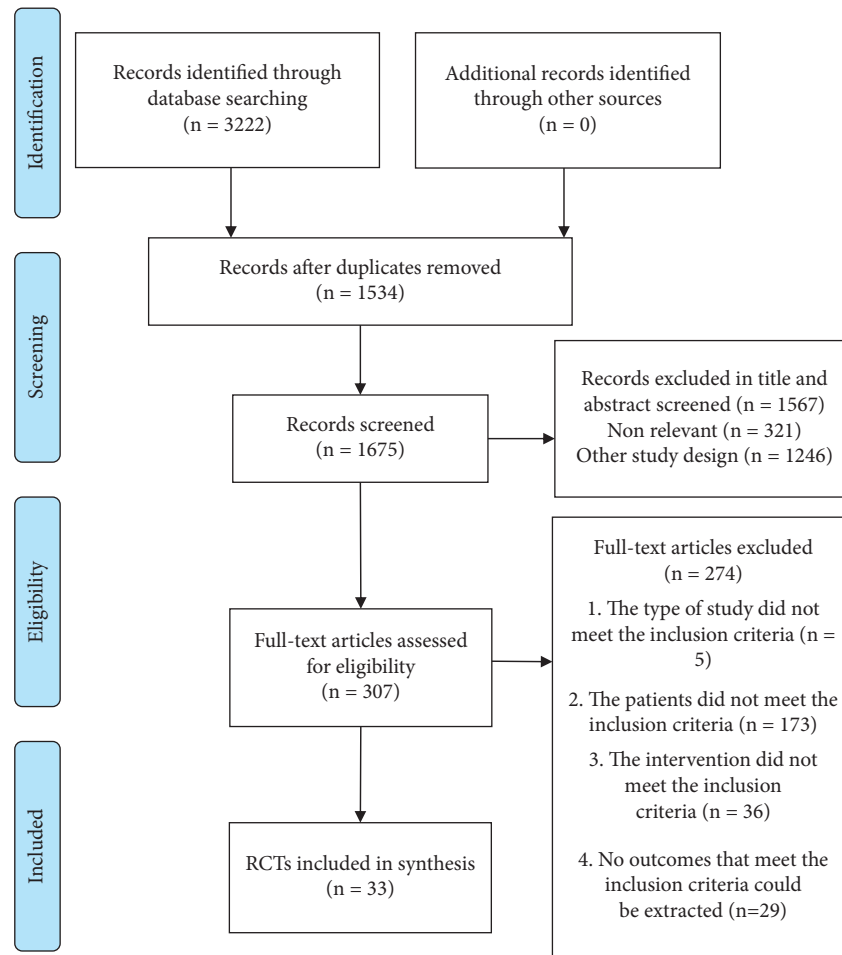 Identification
Records identified through
database searching
(n = 3222)
Additional records identified
through other sources
(n = 0)
Screening
Records after duplicates removed
(n = 1534)
Records screened
(n = 1675)
Records excluded in title and
abstract screened (n = 1567)
Non relevant (n = 321)
Other study design (n = 1246)
Eligibility
Full-text articles assessed
for eligibility
(n = 307)
Full-text articles excluded
(n = 274)
1. The type of study did not
meet the inclusion criteria (n =
5)
2. The patients did not meet the
inclusion criteria (n = 173)
3. The intervention did not
meet the inclusion
criteria (n = 36)
4. No outcomes that meet the
inclusion criteria could
be extracted (n=29)
Included
RCTs included in synthesis
(n = 33)